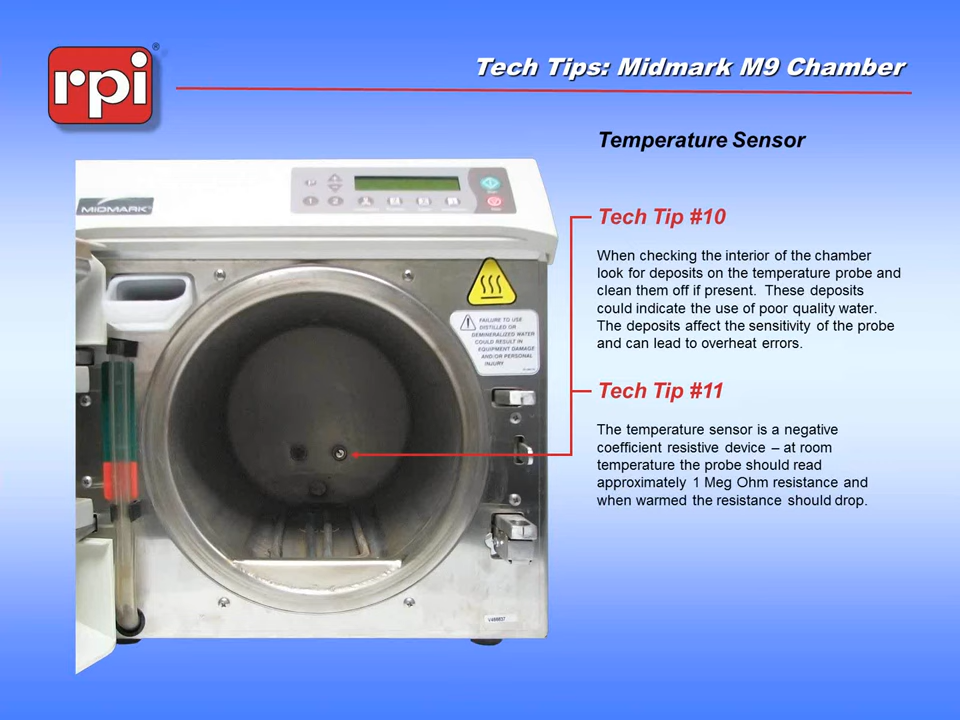 rpi®
Tech Tips: Midmark M9 Chamber
Temperature Sensor
MIDMARK®
P
1
2
Tech Tip #10
When checking the interior of the chamber
look for deposits on the temperature probe and
clean them off if present. These deposits
could indicate the use of poor quality water.
The deposits affect the sensitivity of the probe
and can lead to overheat errors.
FAILURE TO USE
DISTILLED OR
DEMINERALIZED WATER
COULD RESULT IN
EQUIPMENT DAMAGE
AND/OR PERSONAL
INJURY
Tech Tip #11
The temperature sensor is a negative
coefficient resistive device – at room
temperature the probe should read
approximately 1 Meg Ohm resistance and
when warmed the resistance should drop.